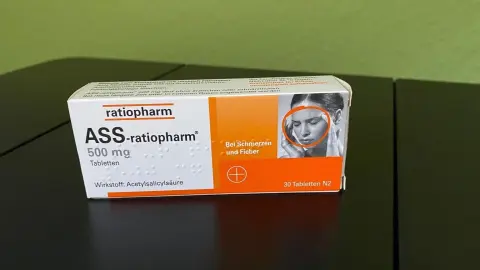 ratiopharm
ASS-ratiopharm®
500 mg
Tabletten
Wirkstoff: Acetylsalicylsäure
Bei Schmerzen
und Fieber
30 Tabletten N2